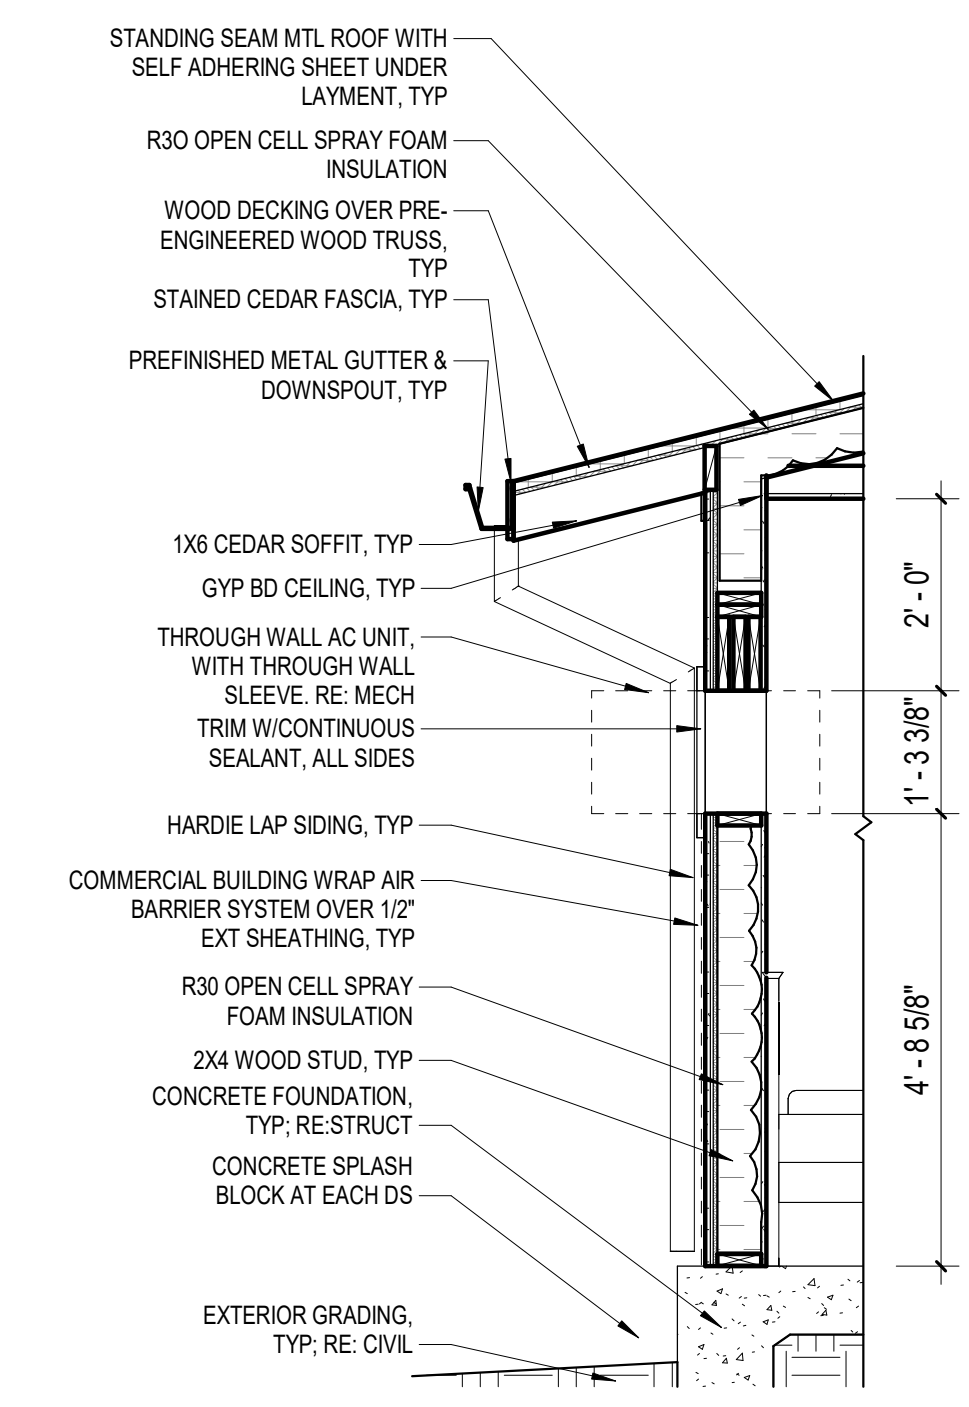 STANDING SEAM MTL ROOF WITH
SELF ADHERING SHEET UNDER
LAYMENT, TYP
R3O OPEN CELL SPRAY FOAM
INSULATION
WOOD DECKING OVER PRE-
ENGINEERED WOOD TRUSS,
TYP
STAINED CEDAR FASCIA, TYP
PREFINISHED METAL GUTTER &
DOWNSPOUT, TYP
1X6 CEDAR SOFFIT, TYP
GYP BD CEILING, TYP
THROUGH WALL AC UNIT,
WITH THROUGH WALL
SLEEVE. RE: MECH
TRIM W/CONTINUOUS
SEALANT, ALL SIDES
HARDIE LAP SIDING, TYP
COMMERCIAL BUILDING WRAP AIR
BARRIER SYSTEM OVER 1/2"
EXT SHEATHING, TYP
R30 OPEN CELL SPRAY
FOAM INSULATION
2X4 WOOD STUD, TYP
CONCRETE FOUNDATION,
TYP; RE:STRUCT
CONCRETE SPLASH
BLOCK AT EACH DS
EXTERIOR GRADING,
TYP; RE: CIVIL
2' - 0"
1' - 3 3/8"
4' - 8 5/8"